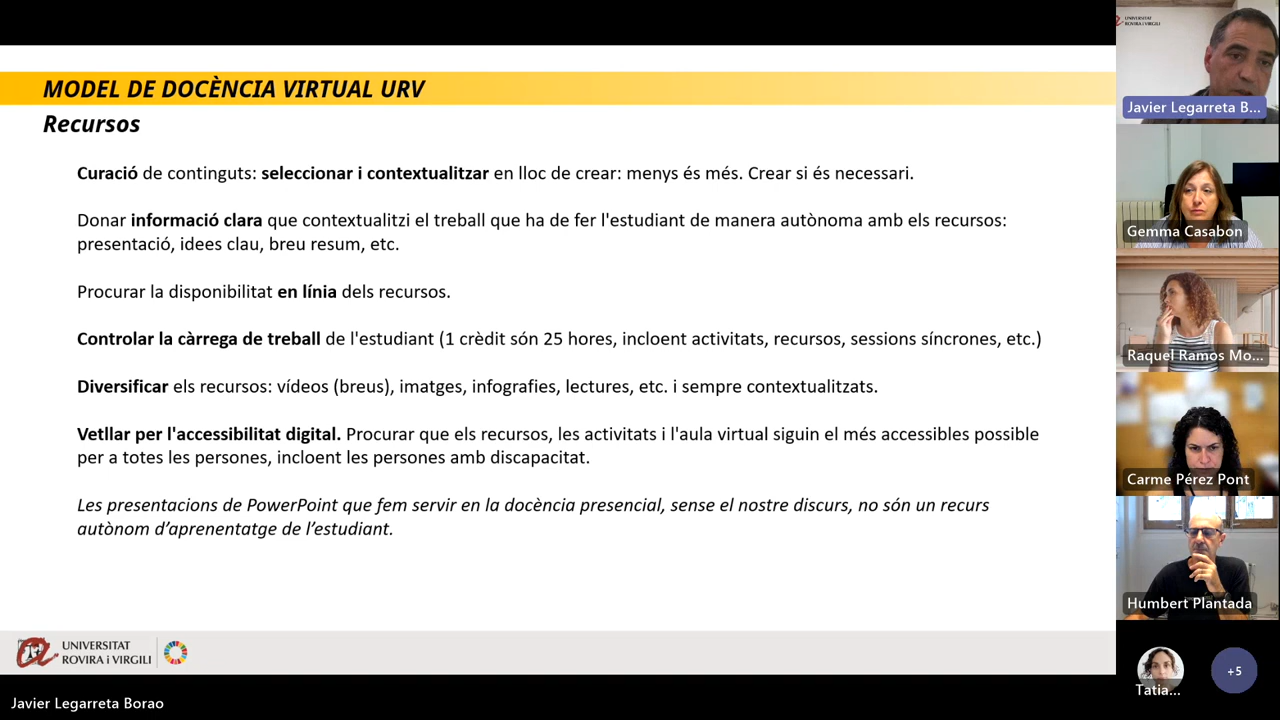 MODEL DE DOCÈNCIA VIRTUAL URV
Recursos
Curació de continguts: seleccionar i contextualitzar en lloc de crear: menys és més. Crear si és necessari.
Donar informació clara que contextualitzi el treball que ha de fer l'estudiant de manera autònoma amb els recursos:
presentació, idees clau, breu resum, etc.
Procurar la disponibilitat en línia dels recursos.
Controlar la càrrega de treball de l'estudiant (1 crèdit són 25 hores, incloent activitats, recursos, sessions síncrones, etc.)
Diversificar els recursos: vídeos (breus), imatges, infografies, lectures, etc. i sempre contextualitzats.
Vetllar per l'accessibilitat digital. Procurar que els recursos, les activitats i l'aula virtual siguin el més accessibles possible
per a totes les persones, incloent les persones amb discapacitat.
Les presentacions de PowerPoint que fem servir en la docència presencial, sense el nostre discurs, no són un recurs
autònom d’aprenentatge de l’estudiant.
UNIVERSITAT
ROVIRA i VIRGILI
Javier Legarreta Borao
UNIVERSITAT
ROVIRA I VIRGILI
Javier Legarreta B...
Gemma Casabon
Raquel Ramos Mo...
Carme Pérez Pont
Humbert Plantada
Tatia...
+5